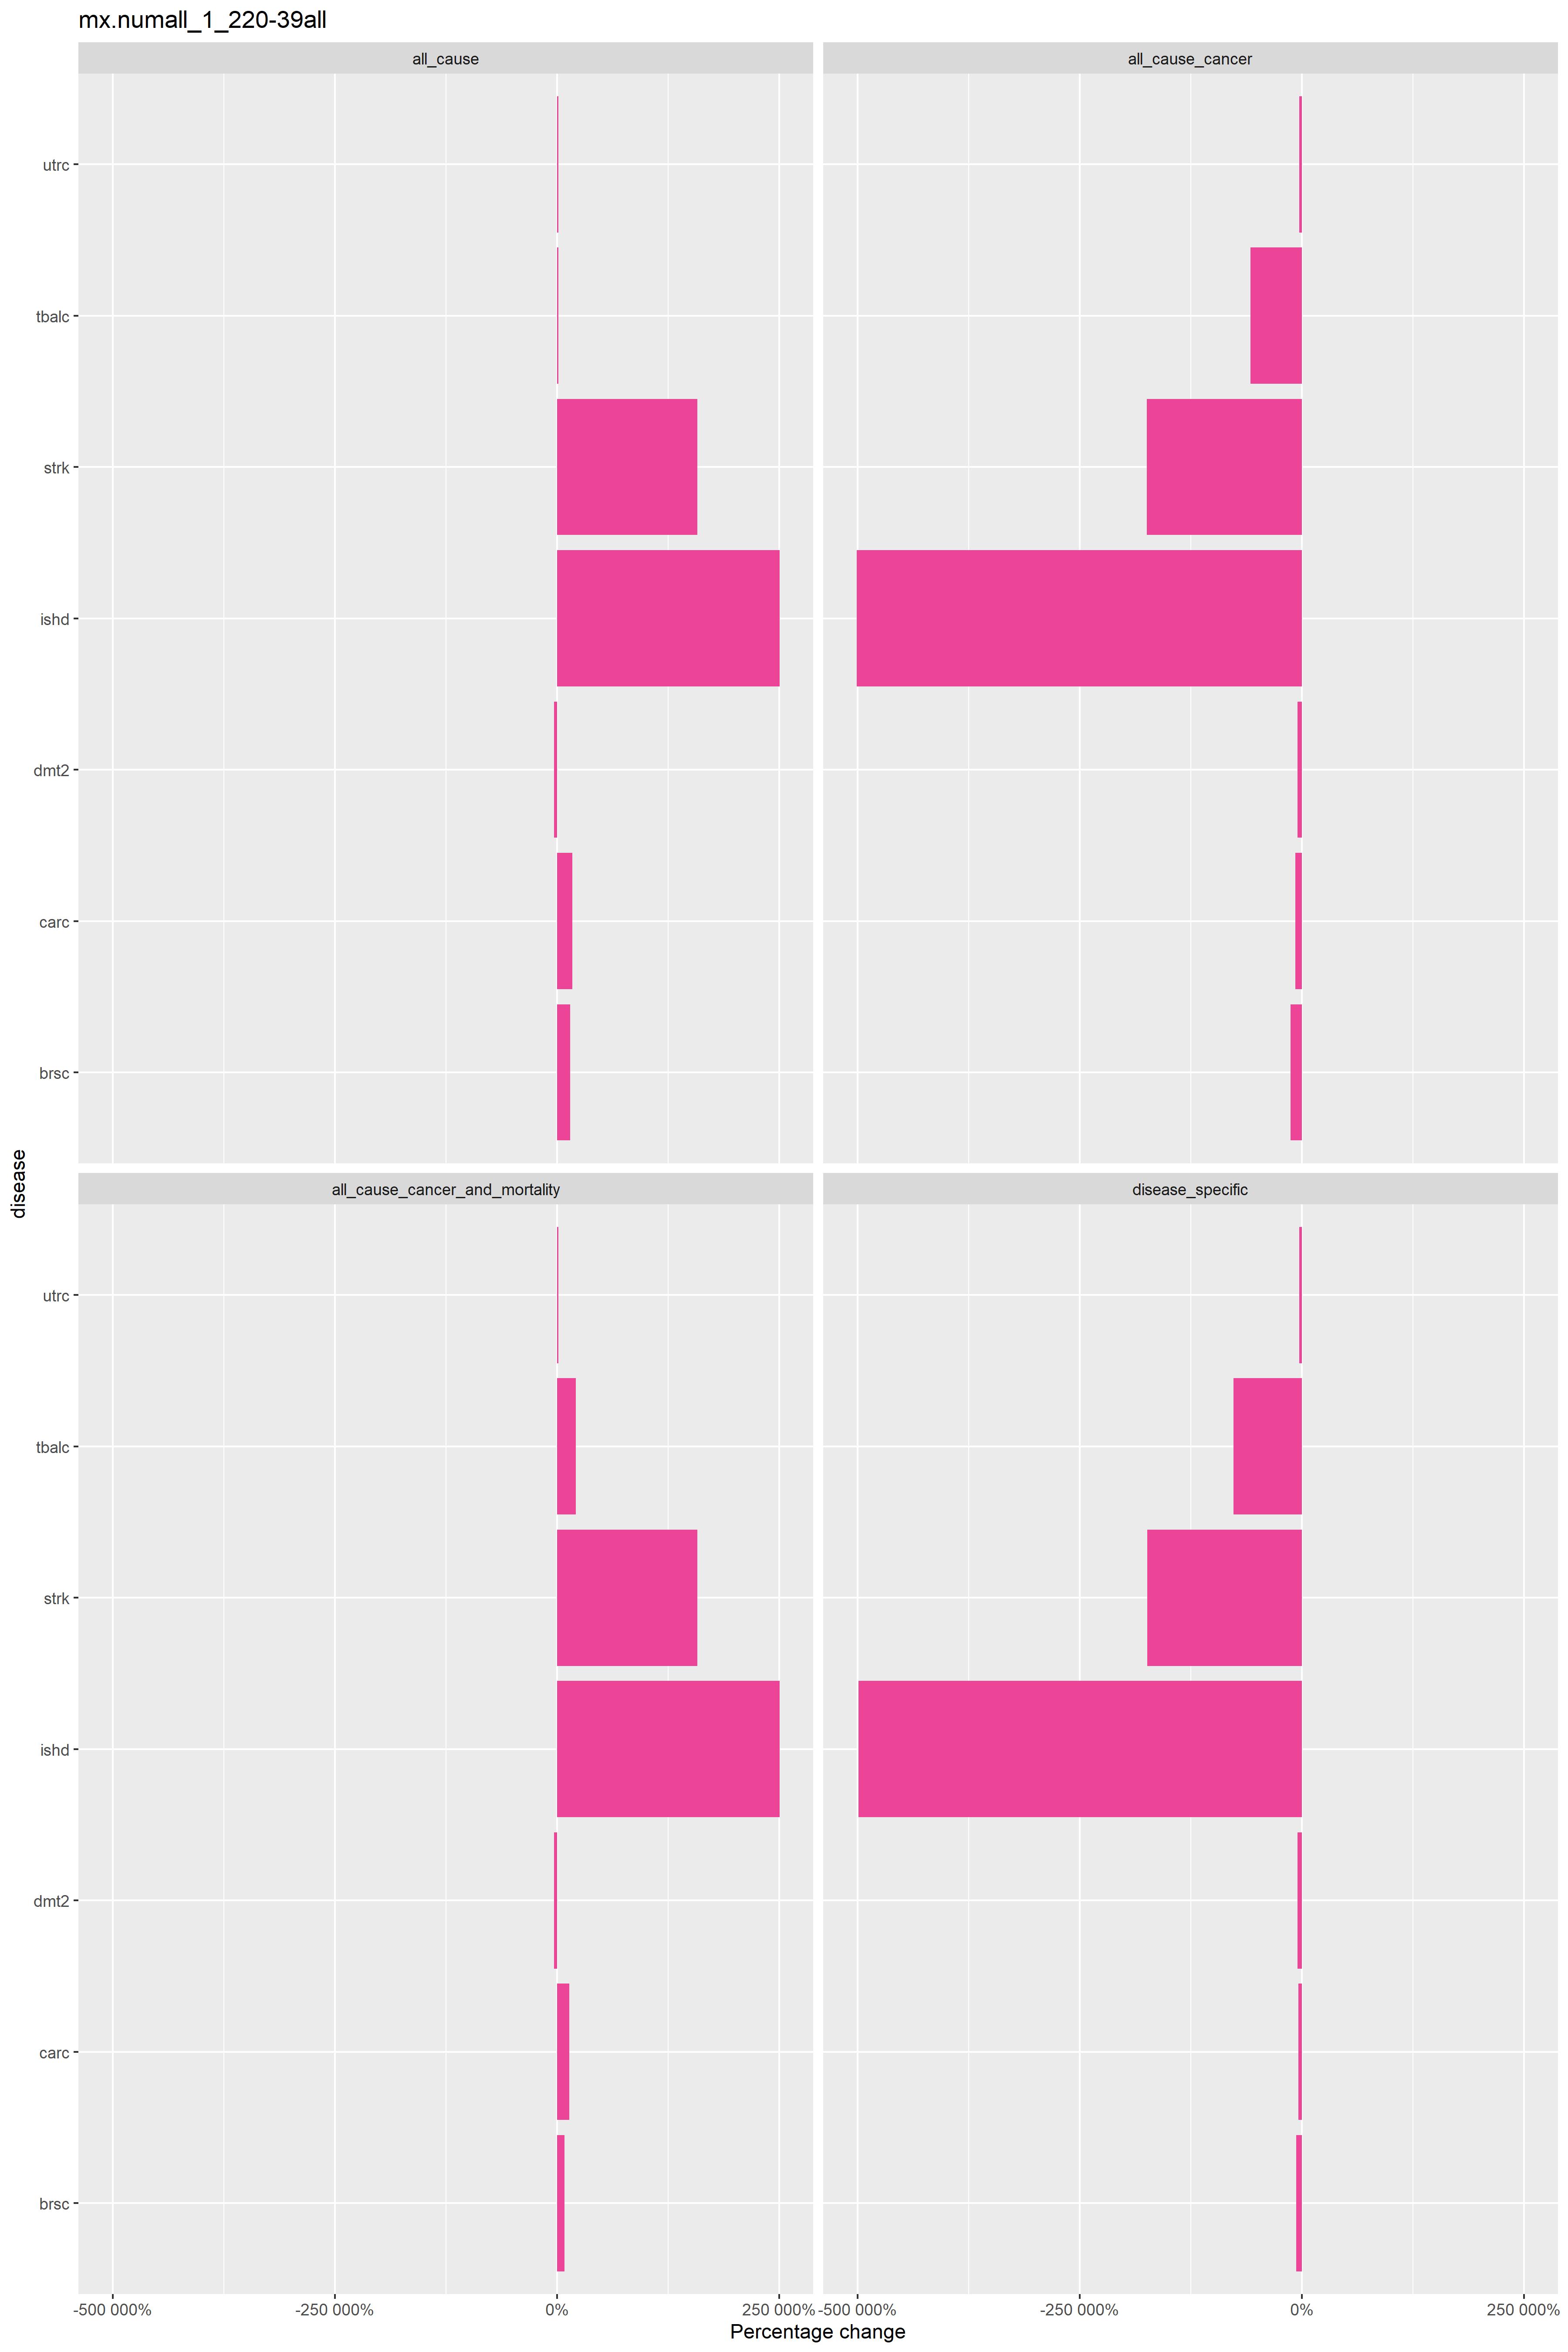 mx.numall_1_220-39all
all_cause
all_cause_cancer
utrc
tbalc
strk
ishd
dmt2
carc
brsc
disease
all_cause_cancer_and_mortality
disease_specific
utrc
tbalc
strk
ishd
dmt2
carc
brsc
-500 000%
-250 000%
0%
250 000%
-500 000%
-250 000%
0%
250 000%
Percentage change